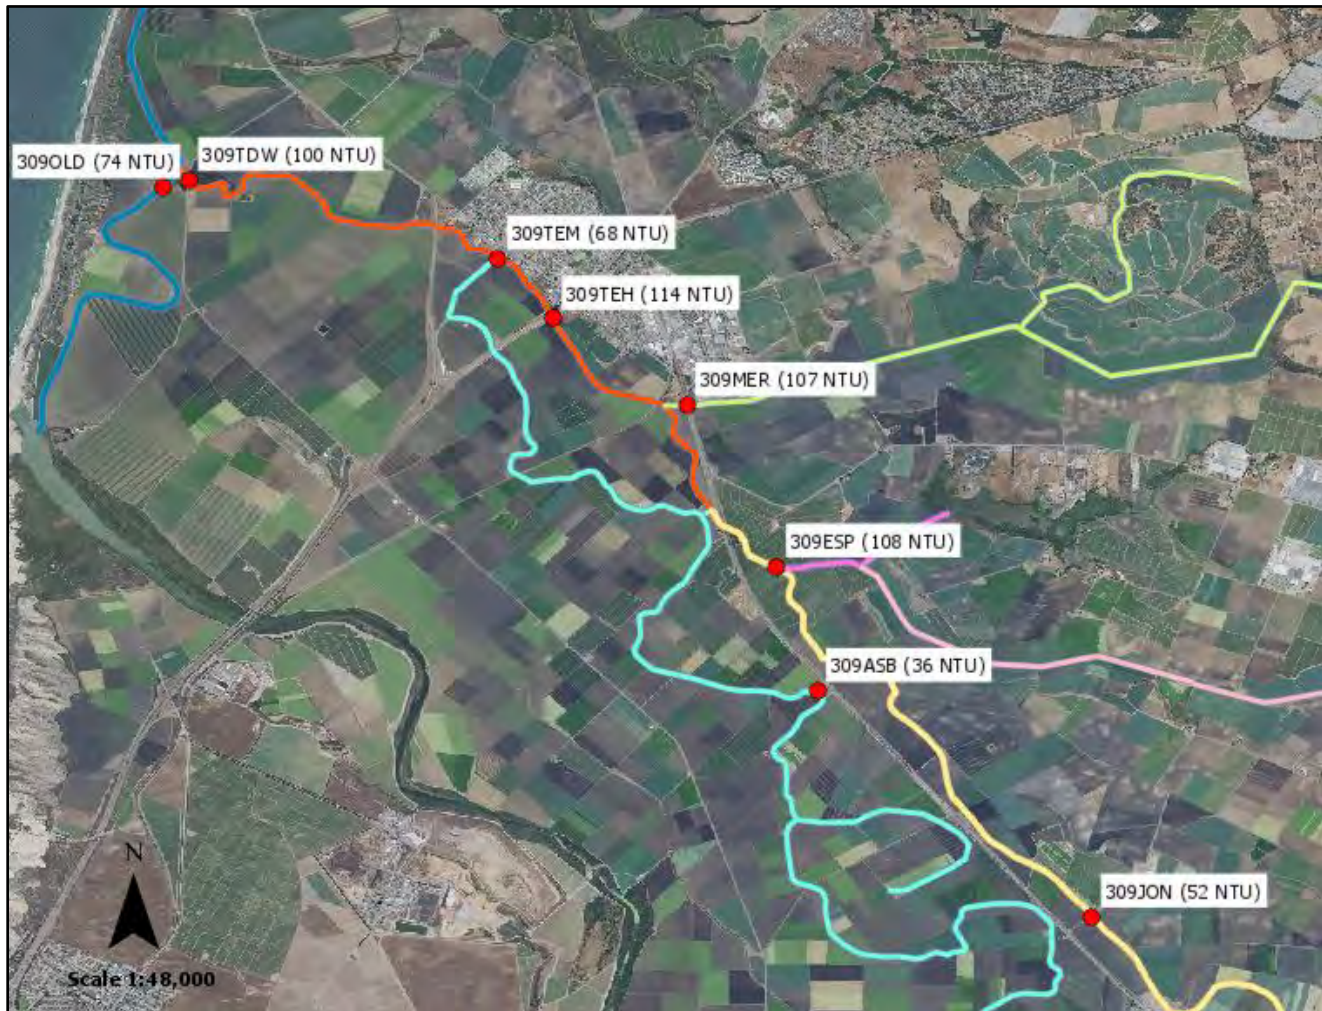 309OLD (74 NTU)
309TDW (100 NTU)
309TEM (68 NTU)
309TEH (114 NTU)
309MER (107 NTU)
309ESP (108 NTU)
309ASB (36 NTU)
309JON (52 NTU)
N
Scale 1:48,000